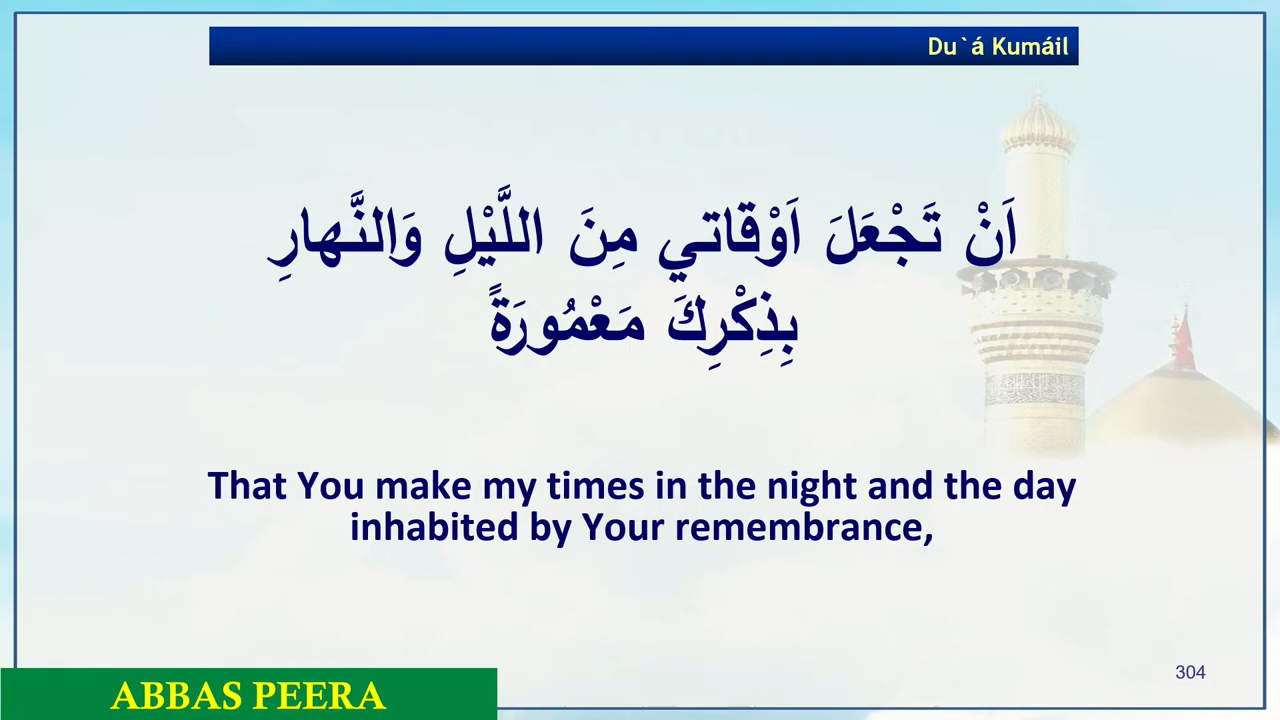 Du`á Kumáil
اَنْ تَجْعَلَ اَوْقاتي مِنَ اللَّيْلِ وَالنَّهارِ
بِذِكْرِكَ مَعْمُورَةً
That You make my times in the night and the day
inhabited by Your remembrance,
304
ABBAS PEERA